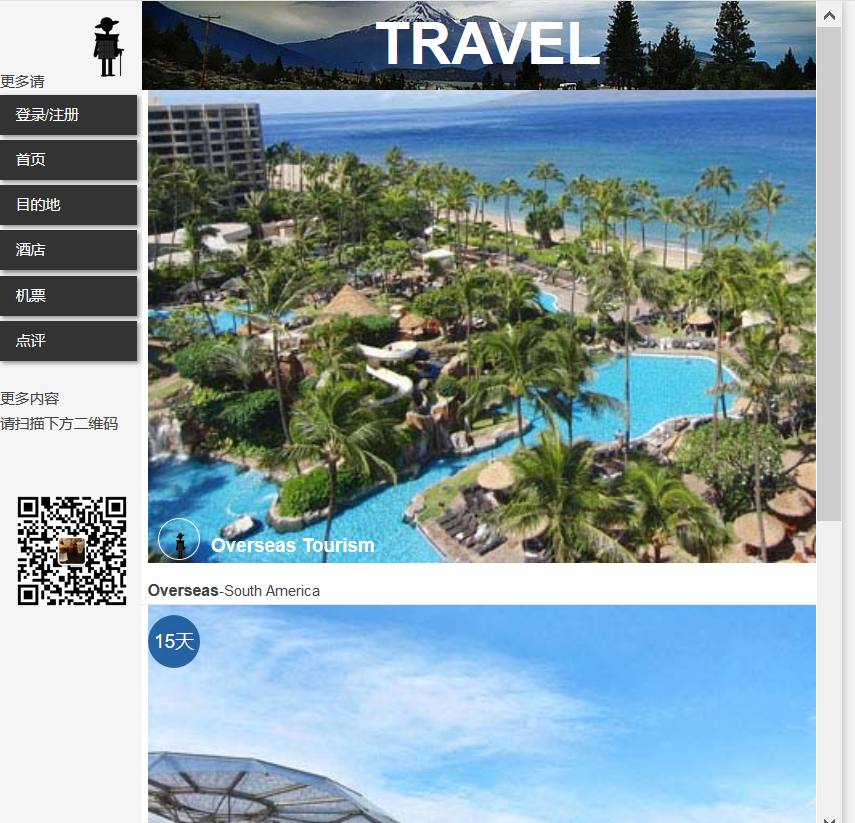 更多请
登录/注册
首页
目的地
酒店
机票
点评
更多内容
请扫描下方二维码
TRAVEL
Overseas Tourism
Overseas-South America
15天